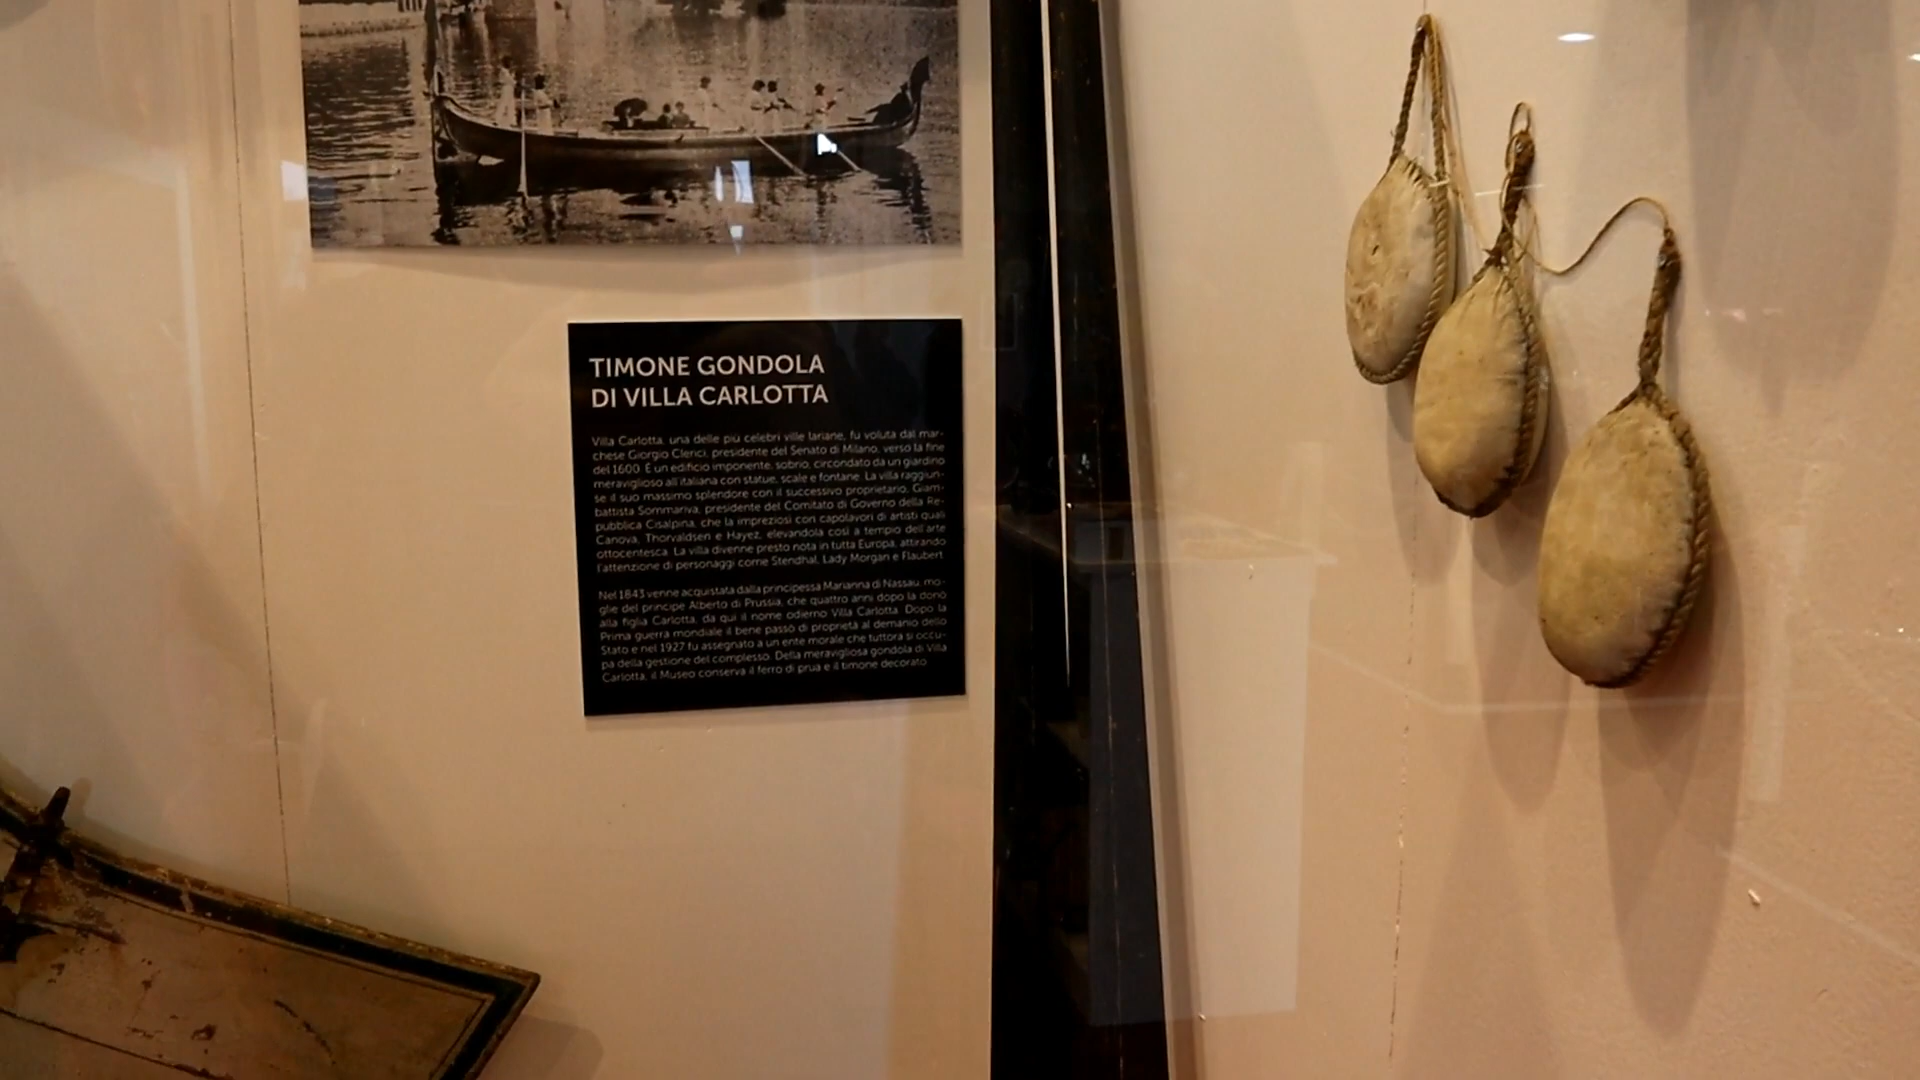 TIMONE GONDOLA
DI VILLA CARLOTTA
Villa Carlotta, una delle più celebri ville lariane, fu voluta dal mar-
chese Giorgio Clerici, presidente del Senato di Milano, verso la fine
del 1600. È un edificio imponente, sobrio, circondato da un giardino
meraviglioso all'italiana con statue, scale e fontane. La villa raggiun-
se il suo massimo splendore con il successivo proprietario, Giam-
battista Sommariva, presidente del Comitato di Governo della Re-
pubblica Cisalpina, che la impreziosì con capolavori di artisti quali
Canova, Thorvaldsen e Hayez, elevandola così a tempio dell'arte
ottocentesca. La villa divenne presto nota in tutta Europa, attirando
l'attenzione di personaggi come Stendhal, Lady Morgan e Flaubert.
Nel 1843 venne acquistata dalla principessa Marianna di Nassau, mo-
glie del principe Alberto di Prussia, che quattro anni dopo la donò
alla figlia Carlotta, da qui il nome odierno Villa Carlotta. Dopo la
Prima guerra mondiale il bene passò di proprietà al demanio dello
Stato e nel 1927 fu assegnato a un ente morale che tuttora si occu-
pa della gestione del complesso. Della meravigliosa gondola di Villa
Carlotta, il Museo conserva il ferro di prua e il timone decorato.